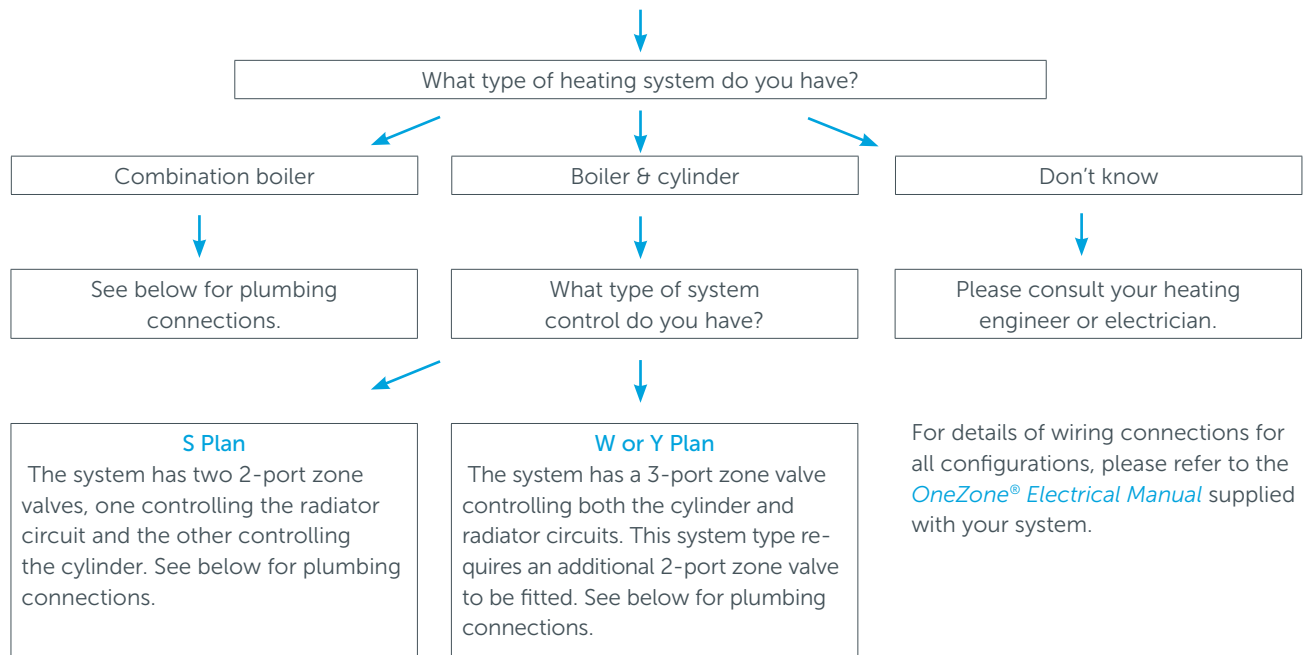 What type of heating system do you have?
Combination boiler
Boiler & cylinder
Don't know
See below for plumbing
connections.
What type of system
control do you have?
Please consult your heating
engineer or electrician.
S Plan
The system has two 2-port zone
valves, one controlling the radiator
circuit and the other controlling
the cylinder. See below for plumbing
connections.
W or Y Plan
The system has a 3-port zone valve
controlling both the cylinder and
radiator circuits. This system type re-
quires an additional 2-port zone valve
to be fitted. See below for plumbing
connections.
For details of wiring connections for
all configurations, please refer to the
OneZone® Electrical Manual supplied
with your system.